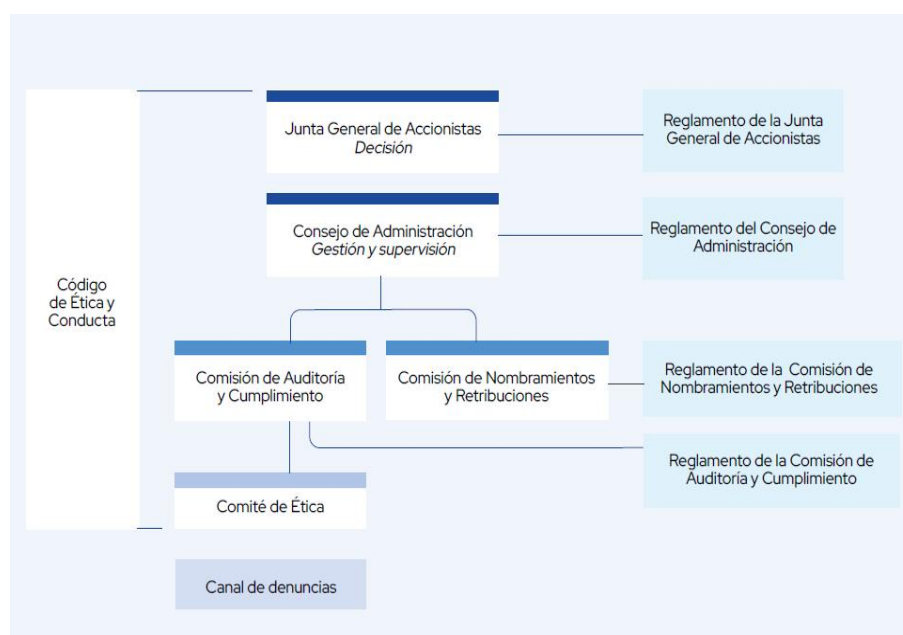 Código
de Ética y
Conducta
Junta General de Accionistas
Decisión
Reglamento de la Junta
General de Accionistas
Consejo de Administración
Gestión y supervisión
Reglamento del Consejo de
Administración
Comisión de Auditoría
y Cumplimiento
Comisión de Nombramientos
y Retribuciones
Reglamento de la Comisión de
Nombramientos y Retribuciones
Reglamento de la Comisión de
Auditoría y Cumplimiento
Comité de Ética
Canal de denuncias